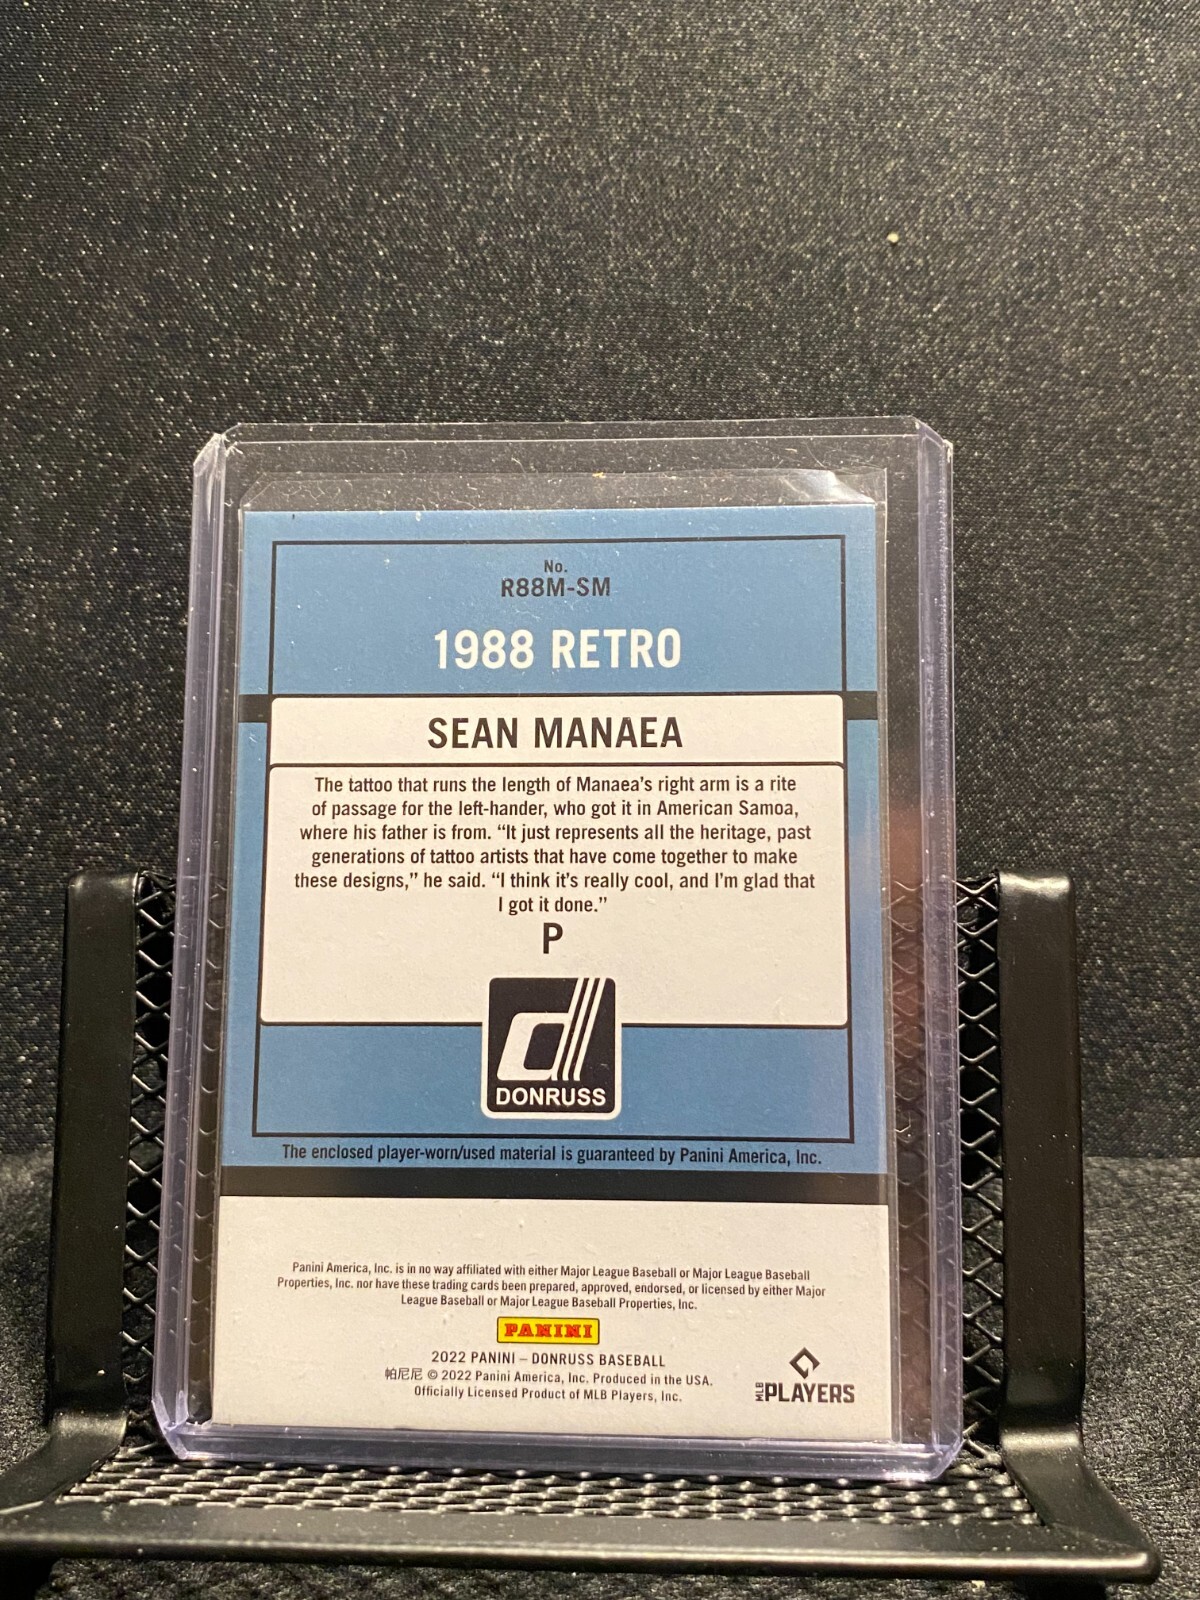 No.
R88M-SM
1988 RETRO
SEAN MANAEA
The tattoo that runs the length of Manaea's right arm is a rite
of passage for the left-hander, who got it in American Samoa,
where his father is from. "It just represents all the heritage, past
generations of tattoo artists that have come together to make
these designs," he said. "I think it's really cool, and I'm glad that
I got it done."
P
d
DONRUSS
The enclosed player-worn/used material is guaranteed by Panini America, Inc.
Panini America, Inc. is in no way affiliated with either Major League Baseball or Major League Baseball
Properties, Inc. nor have these trading cards been prepared, approved, endorsed, or licensed by either Major
League Baseball or Major League Baseball Properties, Inc.
PANINI
2022 PANINI – DONRUSS BASEBALL
帕尼尼 © 2022 Panini America, Inc. Produced in the USA.
Officially Licensed Product of MLB Players, Inc.
MLB PLAYERS